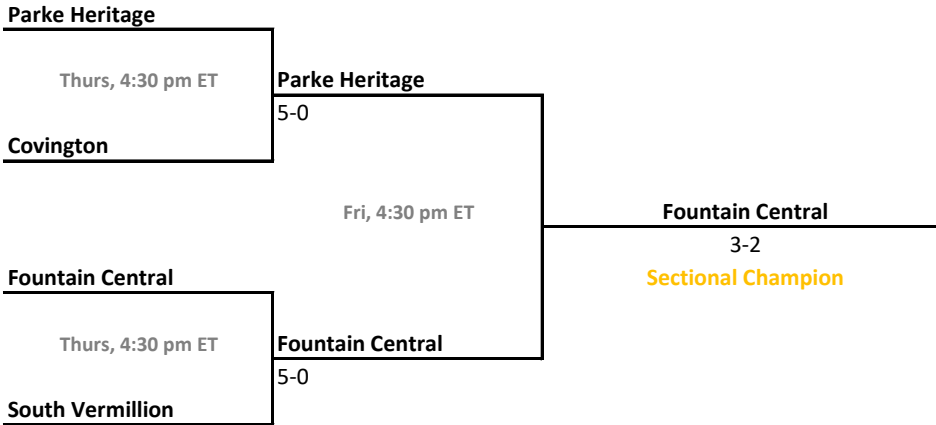 Parke Heritage
Thurs, 4:30 pm ET
Parke Heritage
5-0
Covington
Fri, 4:30 pm ET
Fountain Central
3-2
Sectional Champion
Fountain Central
Thurs, 4:30 pm ET
Fountain Central
5-0
South Vermillion